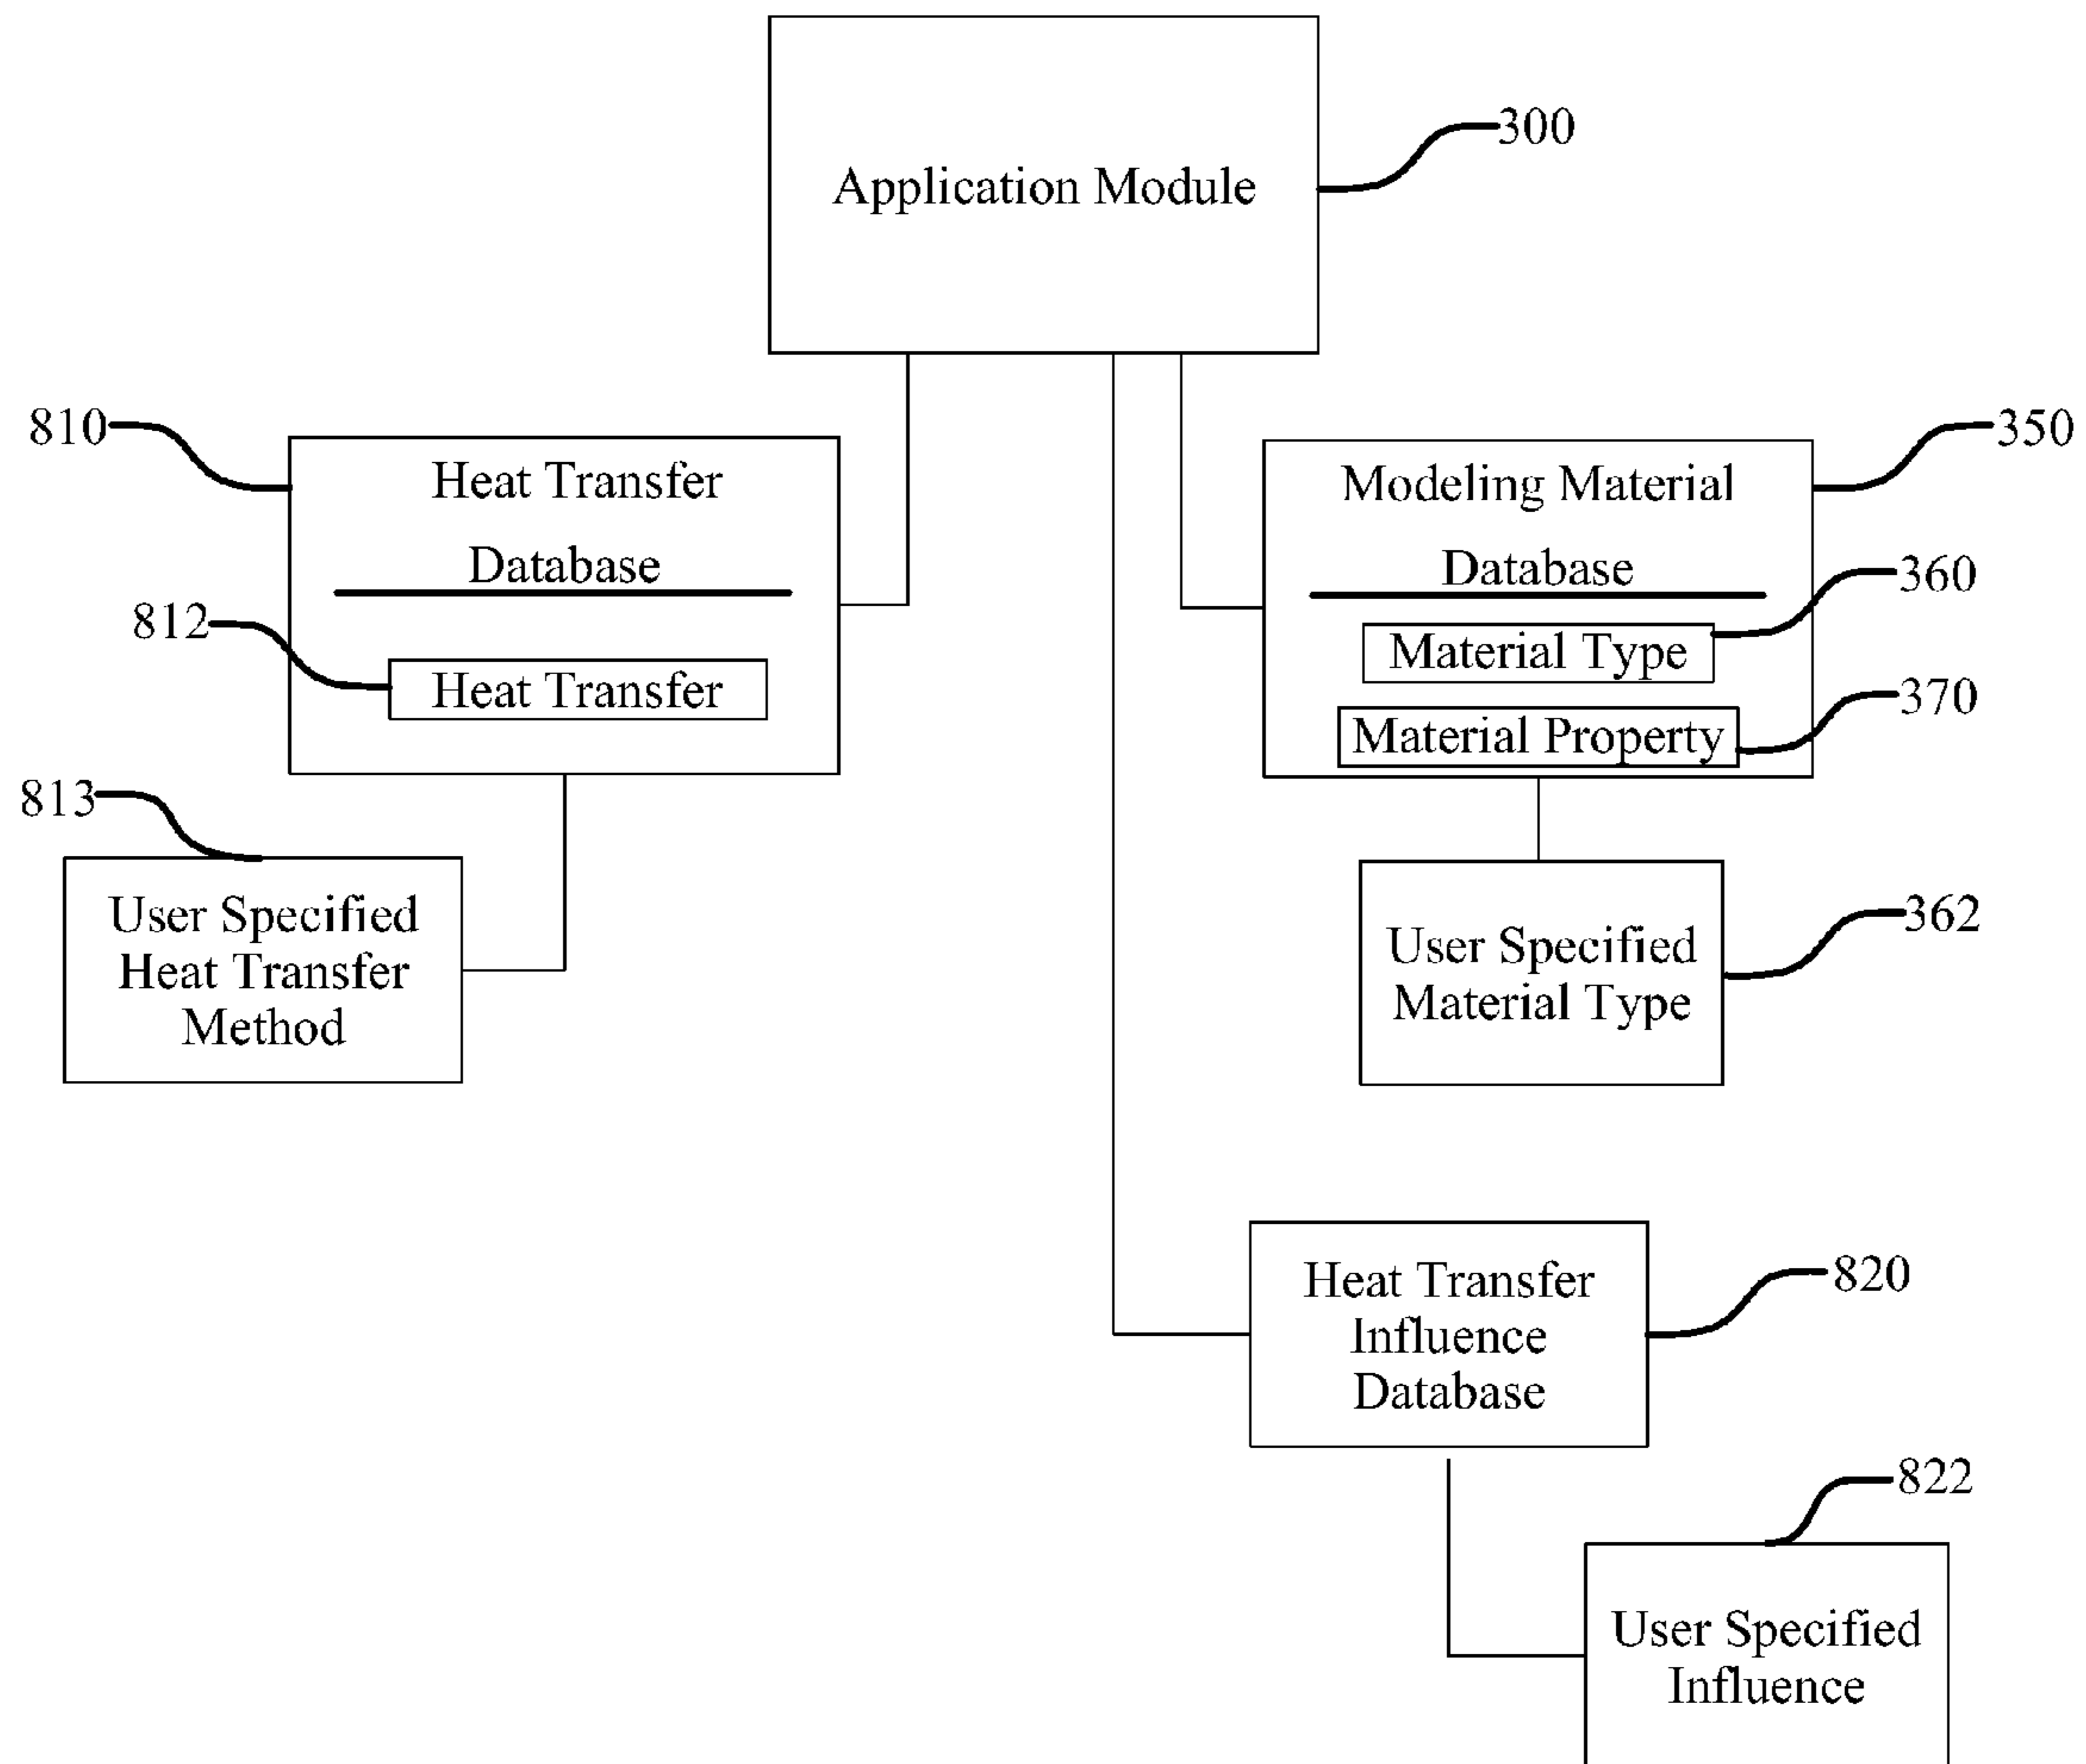 300
Application Module
810
350
Heat Transfer
Database
Modeling Material
Database
360
812
Heat Transfer
Material Type
370
Material Property
813
User Specified
Heat Transfer
Method
362
User Specified
Material Type
820
Heat Transfer
Influence
Database
822
User Specified
Influence